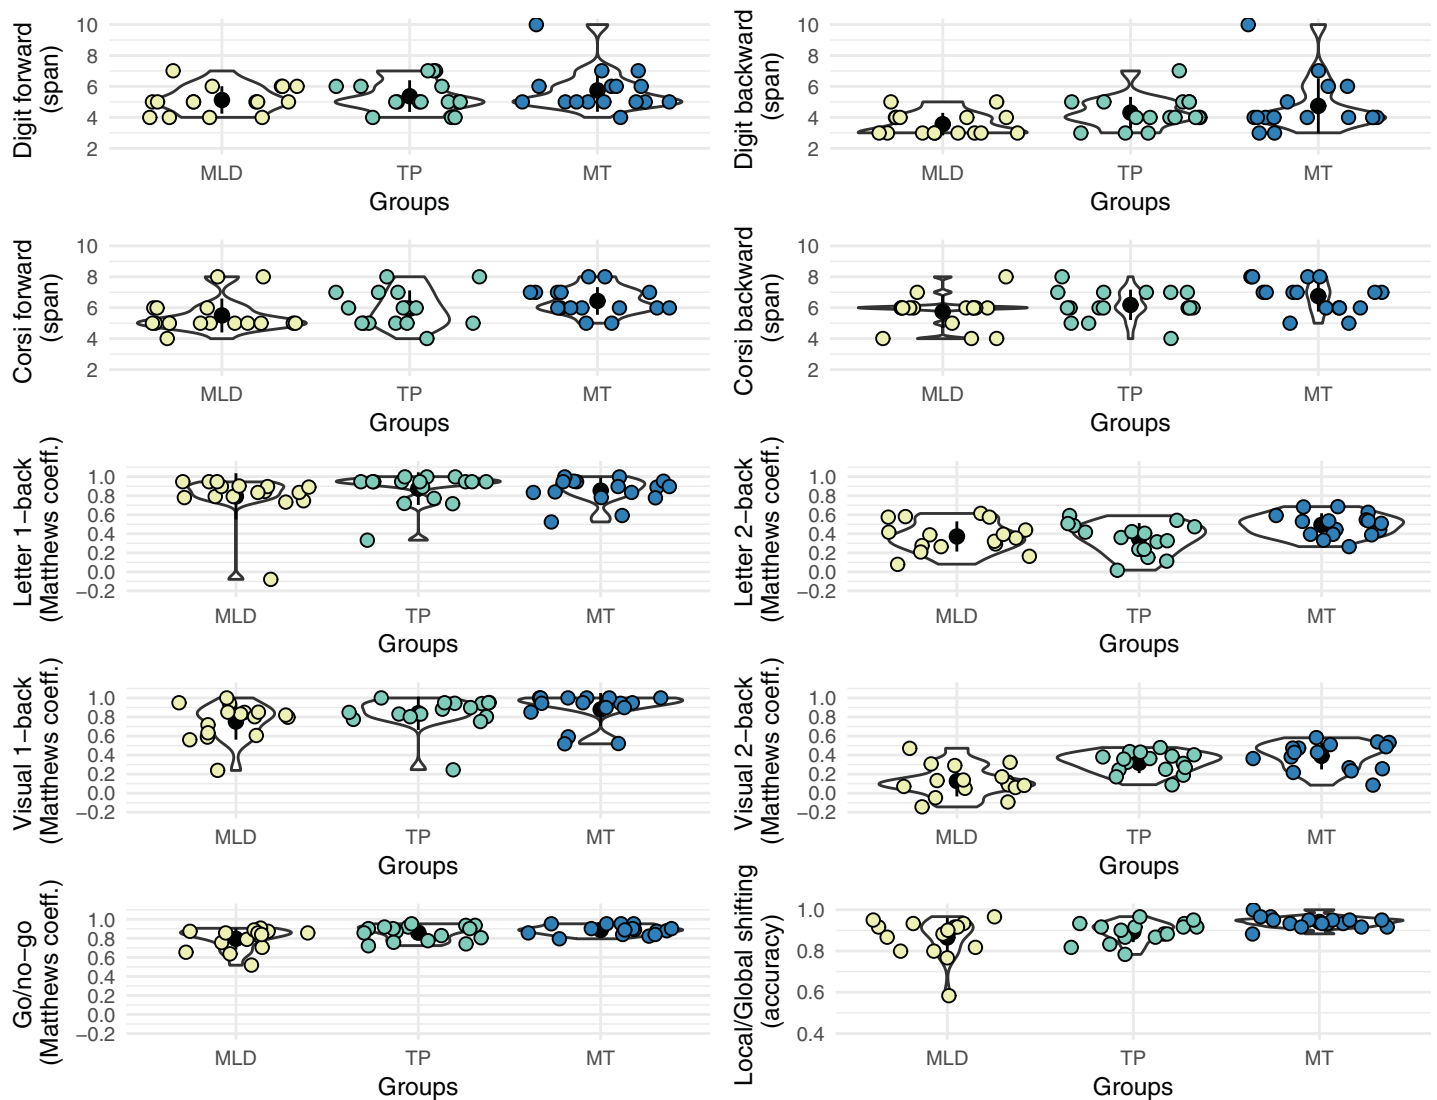 Digit forward
(span)
10
8
6
4
2
MLD TP MT
Groups
Digit backward
(span)
10
8
6
4
2
MLD TP MT
Groups
Corsi forward
(span)
10
8
6
4
2
MLD TP MT
Groups
Corsi backward
(span)
10
8
6
4
2
MLD TP MT
Groups
Letter 1−back
(Matthews coeff.)
1.0
0.8
0.6
0.4
0.2
0.0
−0.2
MLD TP MT
Groups
Letter 2−back
(Matthews coeff.)
1.0
0.8
0.6
0.4
0.2
0.0
−0.2
MLD TP MT
Groups
Visual 1−back
(Matthews coeff.)
1.0
0.8
0.6
0.4
0.2
0.0
−0.2
MLD TP MT
Groups
Visual 2−back
(Matthews coeff.)
1.0
0.8
0.6
0.4
0.2
0.0
−0.2
MLD TP MT
Groups
Go/no−go
(Matthews coeff.)
1.0
0.8
0.6
0.4
0.2
0.0
−0.2
MLD TP MT
Groups
Local/Global shifting
(accuracy)
1.0
0.8
0.6
0.4
MLD TP MT
Groups